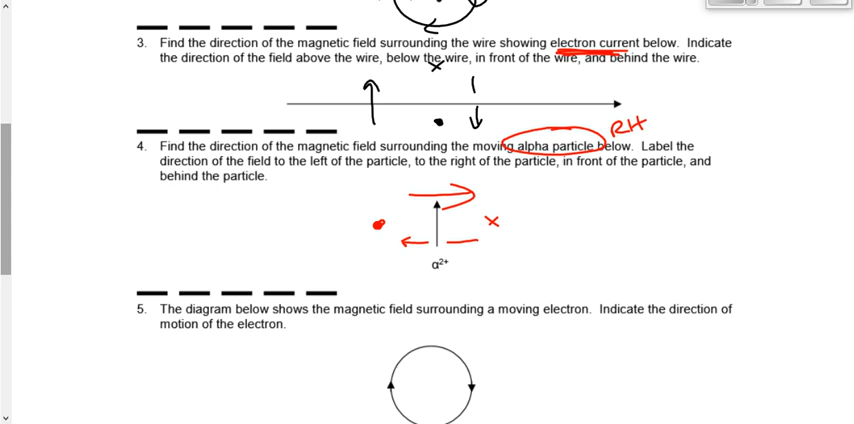 3. Find the direction of the magnetic field surrounding the wire showing electron current below. Indicate
the direction of the field above the wire, below the wire, in front of the wire, and behind the wire.
x
RH
4. Find the direction of the magnetic field surrounding the moving alpha particle below. Label the
direction of the field to the left of the particle, to the right of the particle, in front of the particle, and
behind the particle.
x
α²⁺
5. The diagram below shows the magnetic field surrounding a moving electron. Indicate the direction of
motion of the electron.